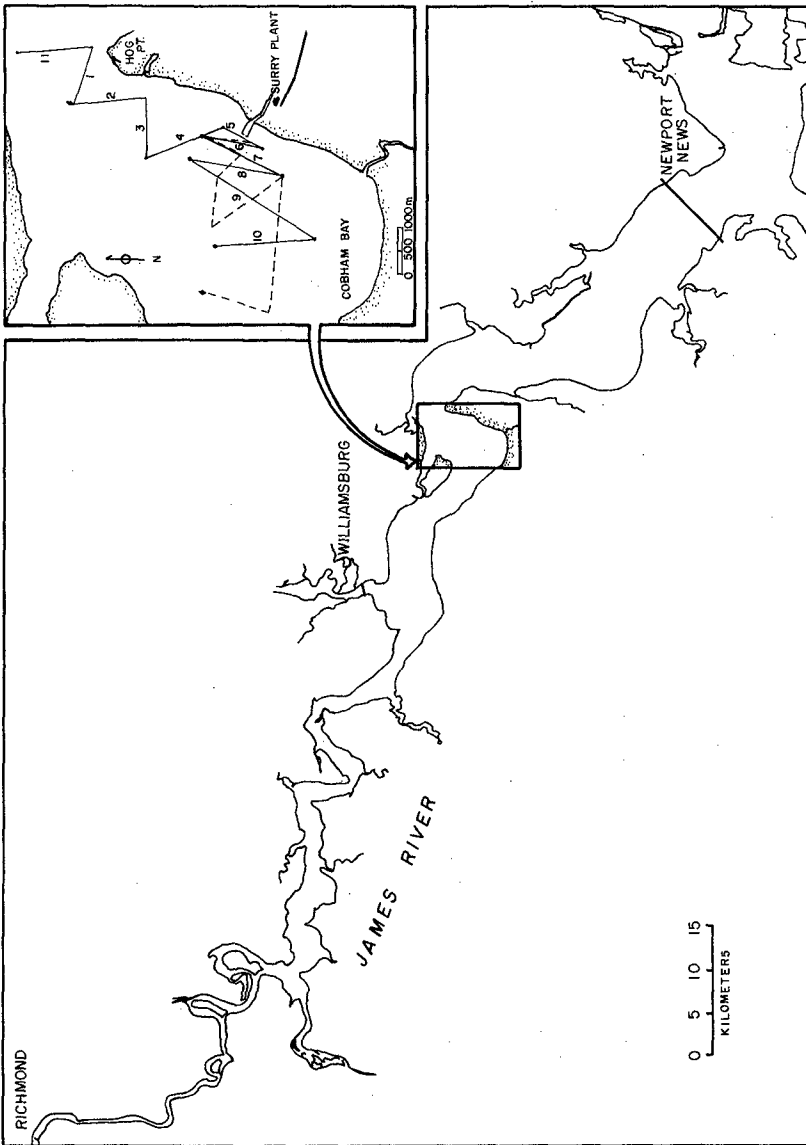 11
1
HOG
PT.
2
3
4
5
6
7
8
9
10
SURRY PLANT
N
COBHAM BAY
0 500 1000m
NEWPORT
NEWS
WILLIAMSBURG
JAMES RIVER
RICHMOND
0 5 10 15
KILOMETERS